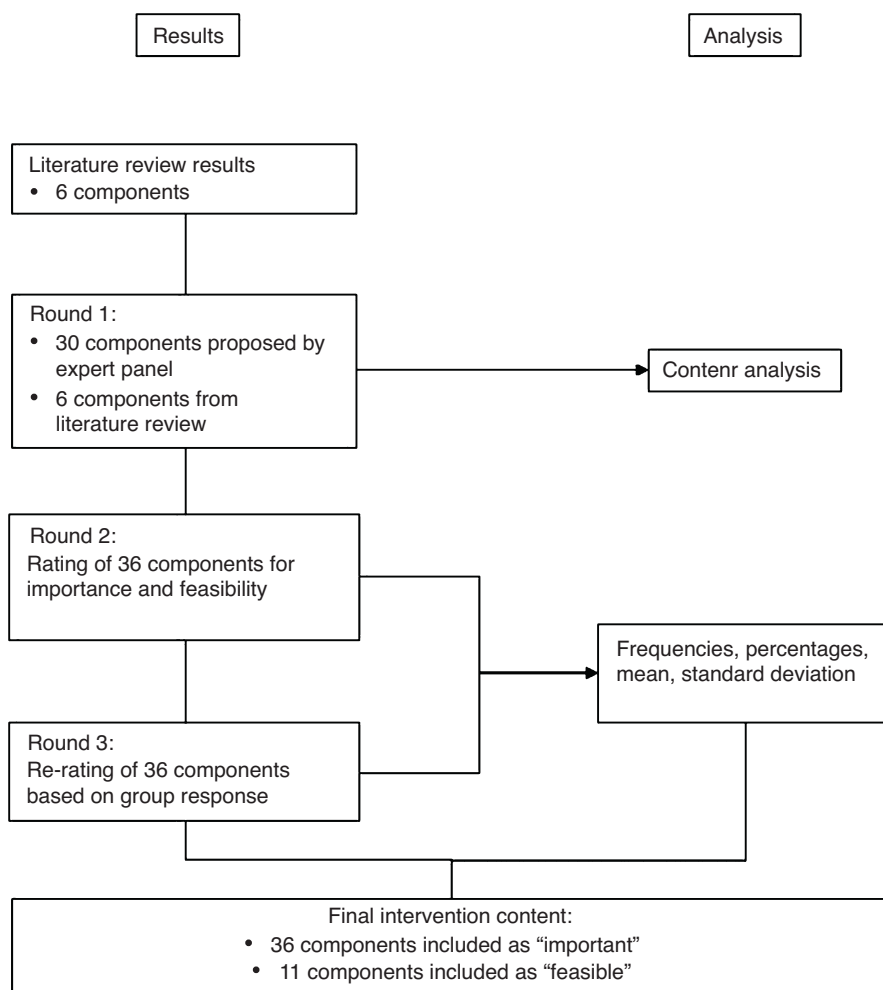 Results
Analysis
Literature review results
• 6 components
Round 1:
• 30 components proposed by
expert panel
• 6 components from
literature review
Contenr analysis
Round 2:
Rating of 36 components for
importance and feasibility
Frequencies, percentages,
mean, standard deviation
Round 3:
Re-rating of 36 components
based on group response
Final intervention content:
• 36 components included as “important”
• 11 components included as “feasible”